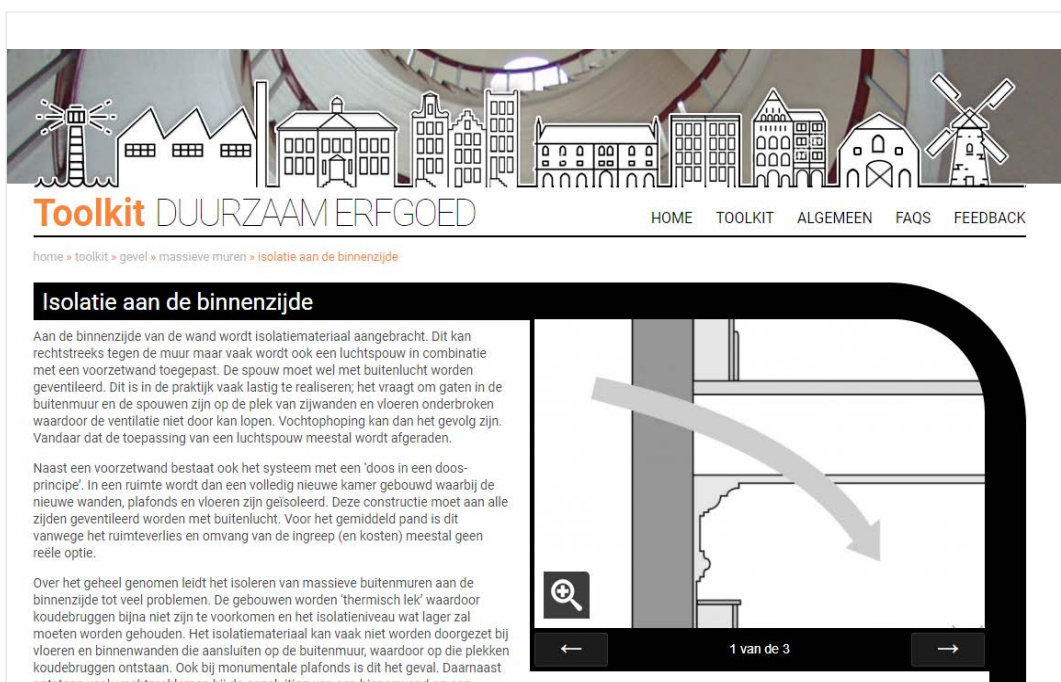 Toolkit DUURZAAM ERFGOED
HOME TOOLKIT ALGEMEEN FAQS FEEDBACK
home » toolkit » gevel » massieve muren » isolatie aan de binnenzijde
Isolatie aan de binnenzijde
Aan de binnenzijde van de wand wordt isolatiemateriaal aangebracht. Dit kan
rechtstreeks tegen de muur maar vaak wordt ook een luchtspouw in combinatie
met een voorzetwand toegepast. De spouw moet wel met buitenlucht worden
geventileerd. Dit is in de praktijk vaak lastig te realiseren; het vraagt om gaten in de
buitenmuur en de spouwen zijn op de plek van zijwanden en vloeren onderbroken
waardoor de ventilatie niet door kan lopen. Vochtophoping kan dan het gevolg zijn.
Vandaar dat de toepassing van een luchtspouw meestal wordt afgeraden.
Naast een voorzetwand bestaat ook het systeem met een ‘doos in een doos-
principe’. In een ruimte wordt dan een volledig nieuwe kamer gebouwd waarbij de
nieuwe wanden, plafonds en vloeren zijn geïsoleerd. Deze constructie moet aan alle
zijden geventileerd worden met buitenlucht. Voor het gemiddeld pand is dit
vanwege het ruimteverlies en omvang van de ingreep (en kosten) meestal geen
reële optie.
Over het geheel genomen leidt het isoleren van massieve buitenmuren aan de
binnenzijde tot veel problemen. De gebouwen worden ‘thermisch lek’ waardoor
koudebruggen bijna niet zijn te voorkomen en het isolatieniveau wat lager zal
moeten worden gehouden. Het isolatiemateriaal kan vaak niet worden doorgezet bij
vloeren en binnenwanden die aansluiten op de buitenmuur, waardoor op die plekken
koudebruggen ontstaan. Ook bij monumentale plafonds is dit het geval. Daarnaast
1 van de 3